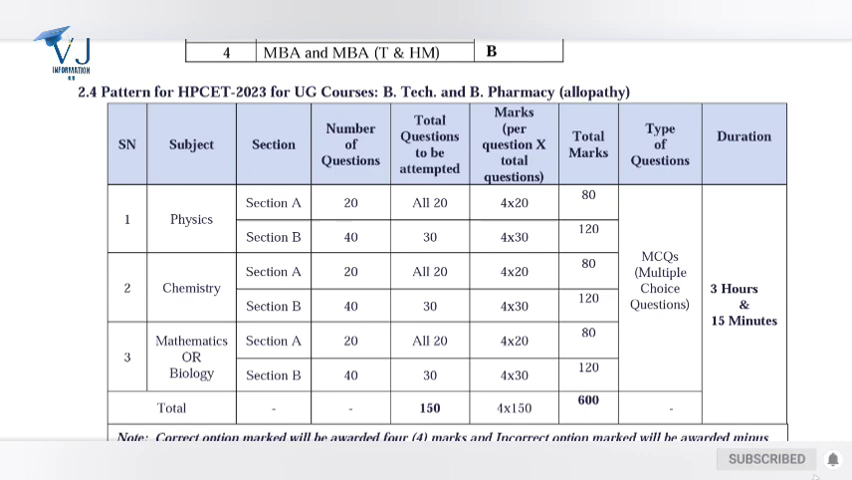 VJ
INFORMATION
4 MBA and MBA (T & HM) B
2.4 Pattern for HPCET-2023 for UG Courses: B. Tech. and B. Pharmacy (allopathy)
SN Subject Section Number of Questions Total Questions to be attempted Marks (per question X total questions) Total Marks Type of Questions Duration
1 Physics Section A 20 All 20 4x20 80
Section B 40 30 4x30 120
2 Chemistry Section A 20 All 20 4x20 80
Section B 40 30 4x30 120
3 Mathematics OR Biology Section A 20 All 20 4x20 80
Section B 40 30 4x30 120
MCQs (Multiple Choice Questions)
3 Hours & 15 Minutes
Total - - 150 4x150 600 -
Note: Correct option marked will be awarded four (4) marks and Incorrect option marked will be awarded minus
SUBSCRIBED